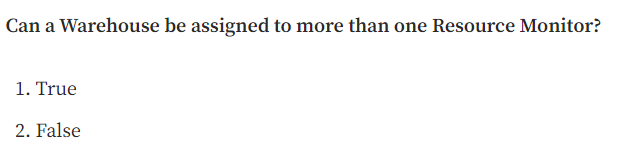 Can a Warehouse be assigned to more than one Resource Monitor?
1. True
2. False